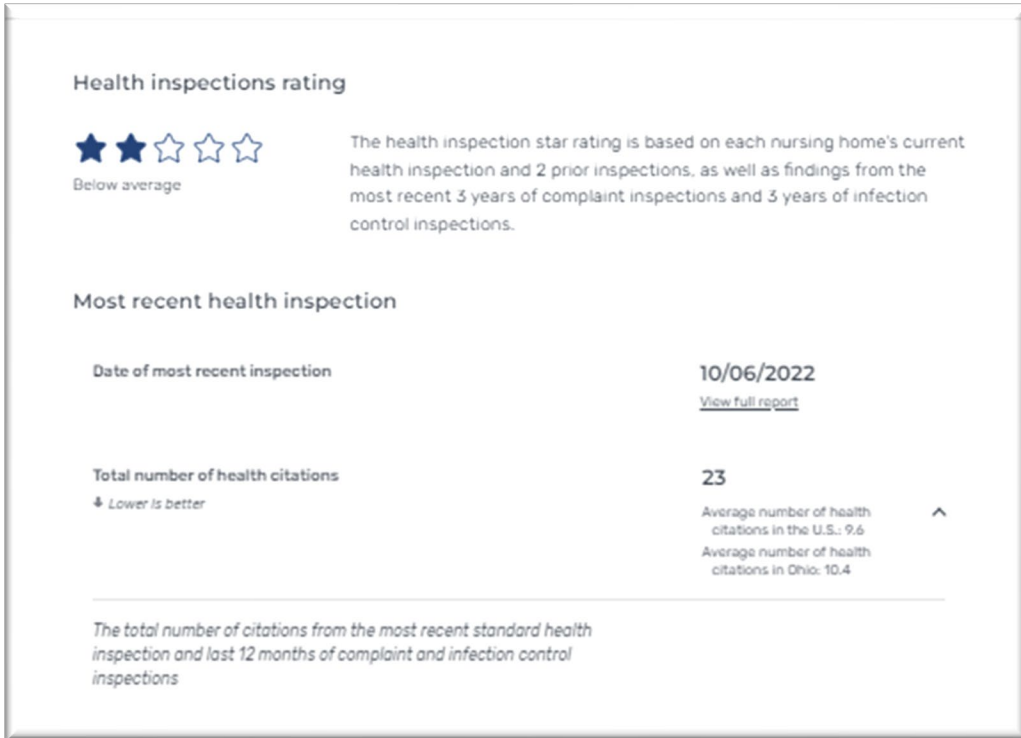 Health inspections rating
Below average
The health inspection star rating is based on each nursing home's current
health inspection and 2 prior inspections, as well as findings from the
most recent 3 years of complaint inspections and 3 years of infection
control inspections.
Most recent health inspection
Date of most recent inspection
10/06/2022
View full report
Total number of health citations
Lower is better
23
Average number of health
citations in the U.S.: 9.6
Average number of health
citations in Ohio: 10.4
The total number of citations from the most recent standard health
inspection and last 12 months of complaint and infection control
inspections